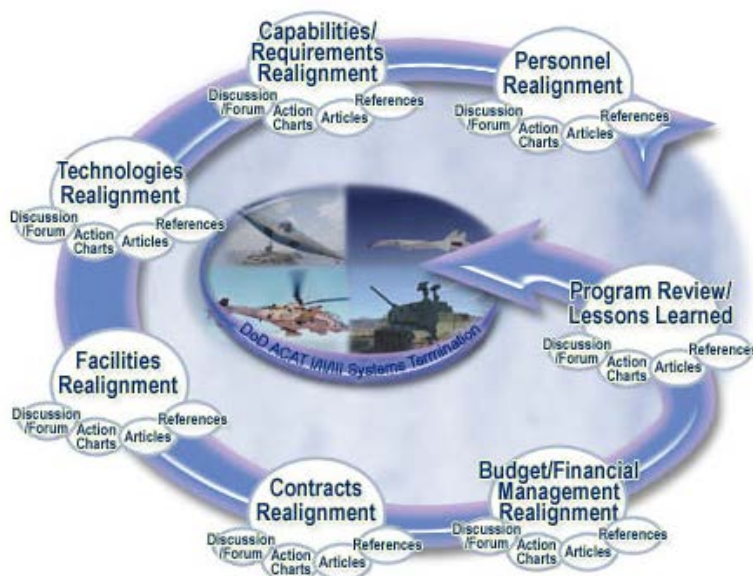 Capabilities/
Requirements
Realignment
Discussion
/Forum
Action
Charts
Articles
References
Personnel
Realignment
Discussion
/Forum
Action
Charts
Articles
References
Technologies
Realignment
Discussion
/Forum
Action
Charts
Articles
References
DoD ACAT I/II/III Systems Termination
Program Review/
Lessons Learned
Discussion
/Forum
Action
Charts
Articles
References
Facilities
Realignment
Discussion
/Forum
Action
Charts
Articles
References
Contracts
Realignment
Discussion
/Forum
Action
Charts
Articles
References
Budget/Financial
Management
Realignment
Discussion
/Forum
Action
Charts
Articles
References